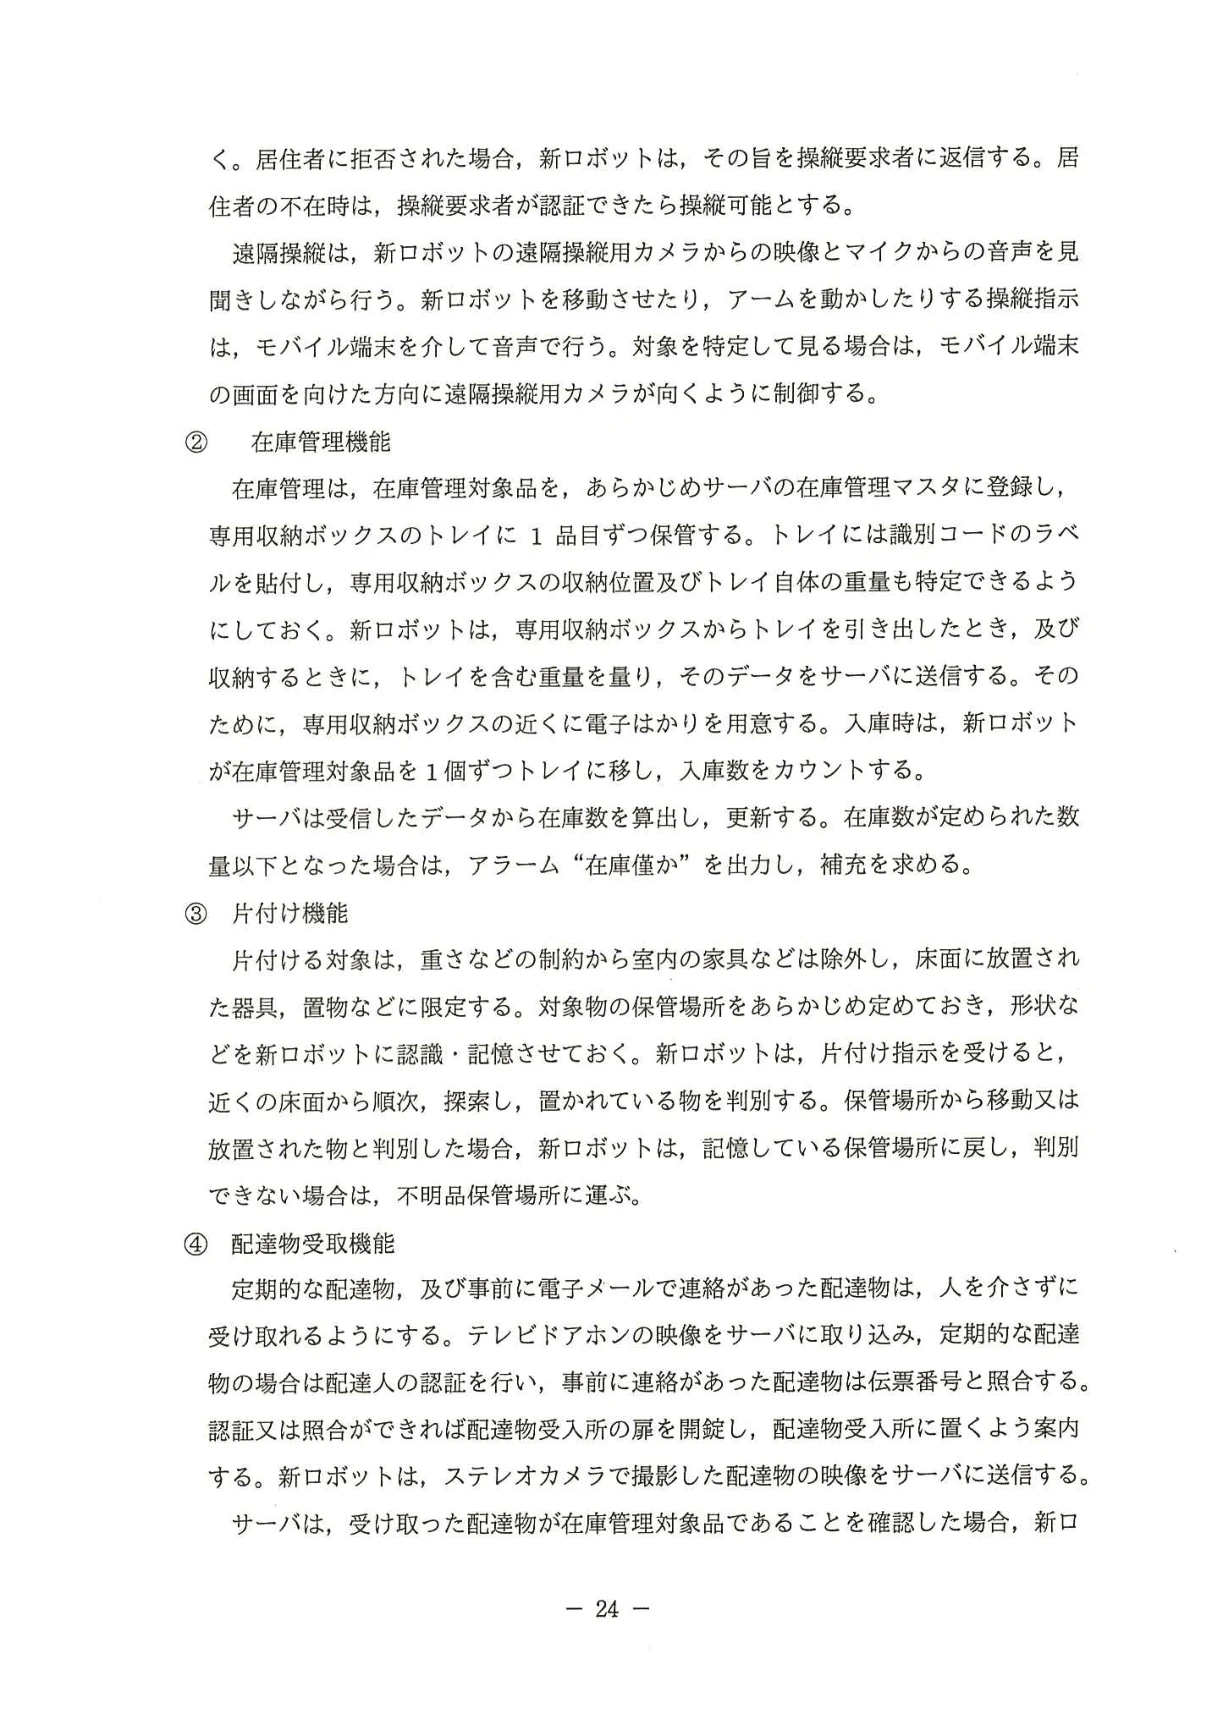 く。居住者に拒否された場合，新ロボットは，その旨を操縦要求者に返信する。居
住者の不在時は，操縦要求者が認証できたら操縦可能とする。
遠隔操縦は，新ロボットの遠隔操縦用カメラからの映像とマイクからの音声を見
聞きしながら行う。新ロボットを移動させたり，アームを動かしたりする操縦指示
は，モバイル端末を介して音声で行う。対象を特定して見る場合は，モバイル端末
の画面を向けた方向に遠隔操縦用カメラが向くように制御する。
② 在庫管理機能
在庫管理は，在庫管理対象品を，あらかじめサーバの在庫管理マスタに登録し，
専用収納ボックスのトレイに 1 品目ずつ保管する。トレイには識別コードのラベ
ルを貼付し，専用収納ボックスの収納位置及びトレイ自体の重量も特定できるよう
にしておく。新ロボットは，専用収納ボックスからトレイを引き出したとき，及び
収納するときに，トレイを含む重量を量り，そのデータをサーバに送信する。その
ために，専用収納ボックスの近くに電子はかりを用意する。入庫時は，新ロボット
が在庫管理対象品を1個ずつトレイに移し，入庫数をカウントする。
サーバは受信したデータから在庫数を算出し，更新する。在庫数が定められた数
量以下となった場合は，アラーム“在庫僅か”を出力し，補充を求める。
③ 片付け機能
片付ける対象は，重さなどの制約から室内の家具などは除外し，床面に放置され
た器具，置物などに限定する。対象物の保管場所をあらかじめ定めておき，形状な
どを新ロボットに認識・記憶させておく。新ロボットは，片付け指示を受けると，
近くの床面から順次，探索し，置かれている物を判別する。保管場所から移動又は
放置された物と判別した場合，新ロボットは，記憶している保管場所に戻し，判別
できない場合は，不明品保管場所に運ぶ。
④ 配達物受取機能
定期的な配達物，及び事前に電子メールで連絡があった配達物は，人を介さずに
受け取れるようにする。テレビドアホンの映像をサーバに取り込み，定期的な配達
物の場合は配達人の認証を行い，事前に連絡があった配達物は伝票番号と照合する。
認証又は照合ができれば配達物受入所の扉を開錠し，配達物受入所に置くよう案内
する。新ロボットは，ステレオカメラで撮影した配達物の映像をサーバに送信する。
サーバは，受け取った配達物が在庫管理対象品であることを確認した場合，新ロ
－ 24 －